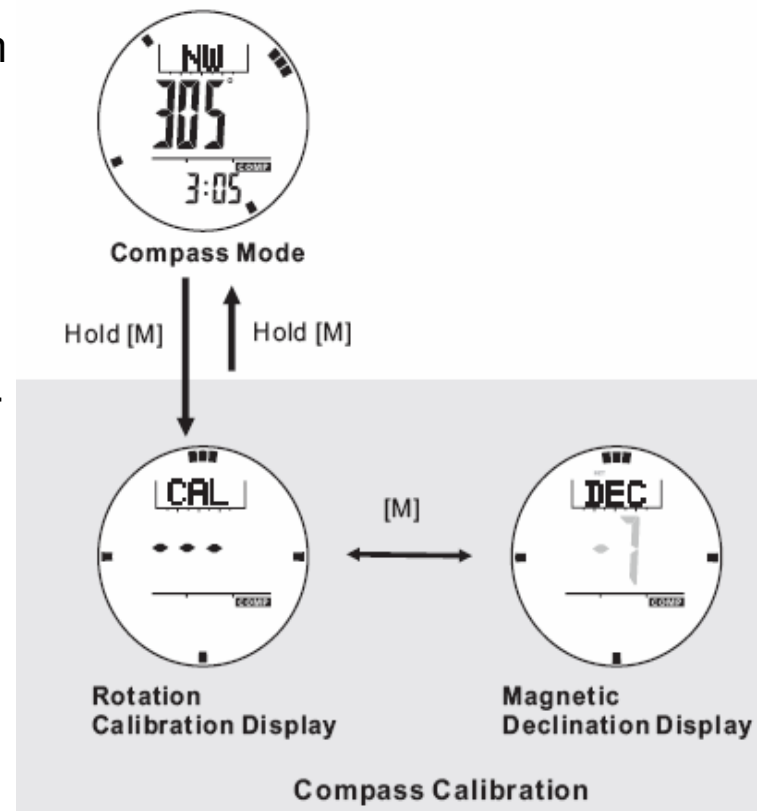 n
NW
305°
COMP
3:05
Compass Mode
Hold [M] Hold [M]
CAL
- - -
COMP
[M]
DEC
-7
COMP
Rotation
Calibration Display
Magnetic
Declination Display
Compass Calibration